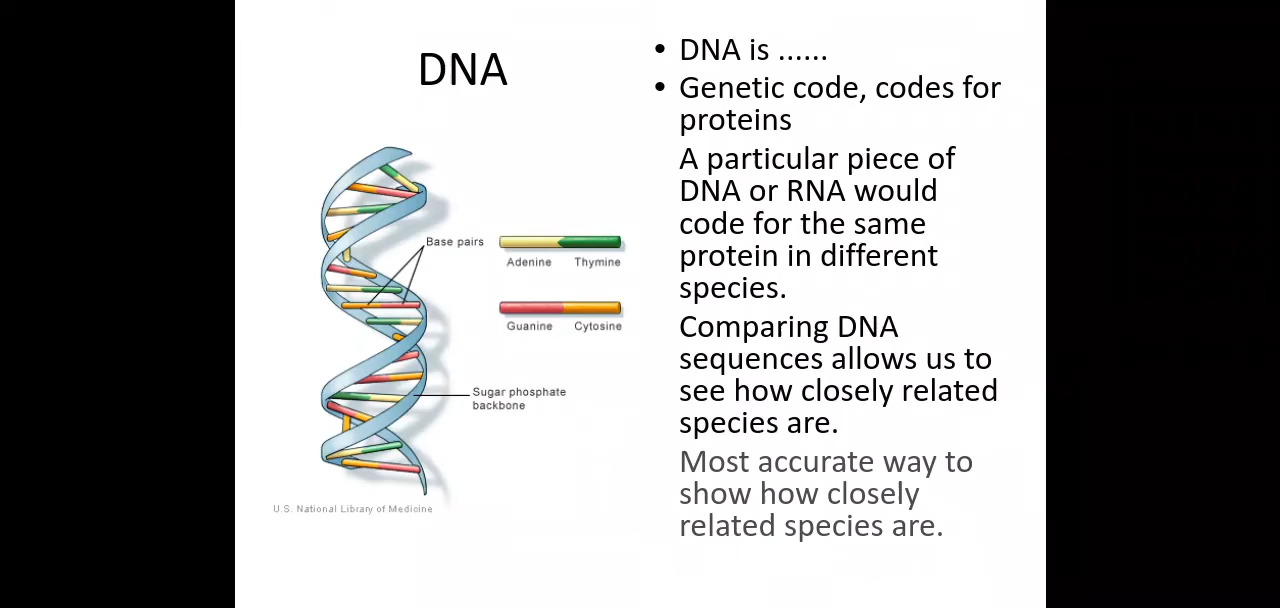 DNA
Base pairs
Adenine Thymine
Guanine Cytosine
Sugar phosphate
backbone
U.S. National Library of Medicine
• DNA is ......
• Genetic code, codes for
proteins
A particular piece of
DNA or RNA would
code for the same
protein in different
species.
Comparing DNA
sequences allows us to
see how closely related
species are.
Most accurate way to
show how closely
related species are.